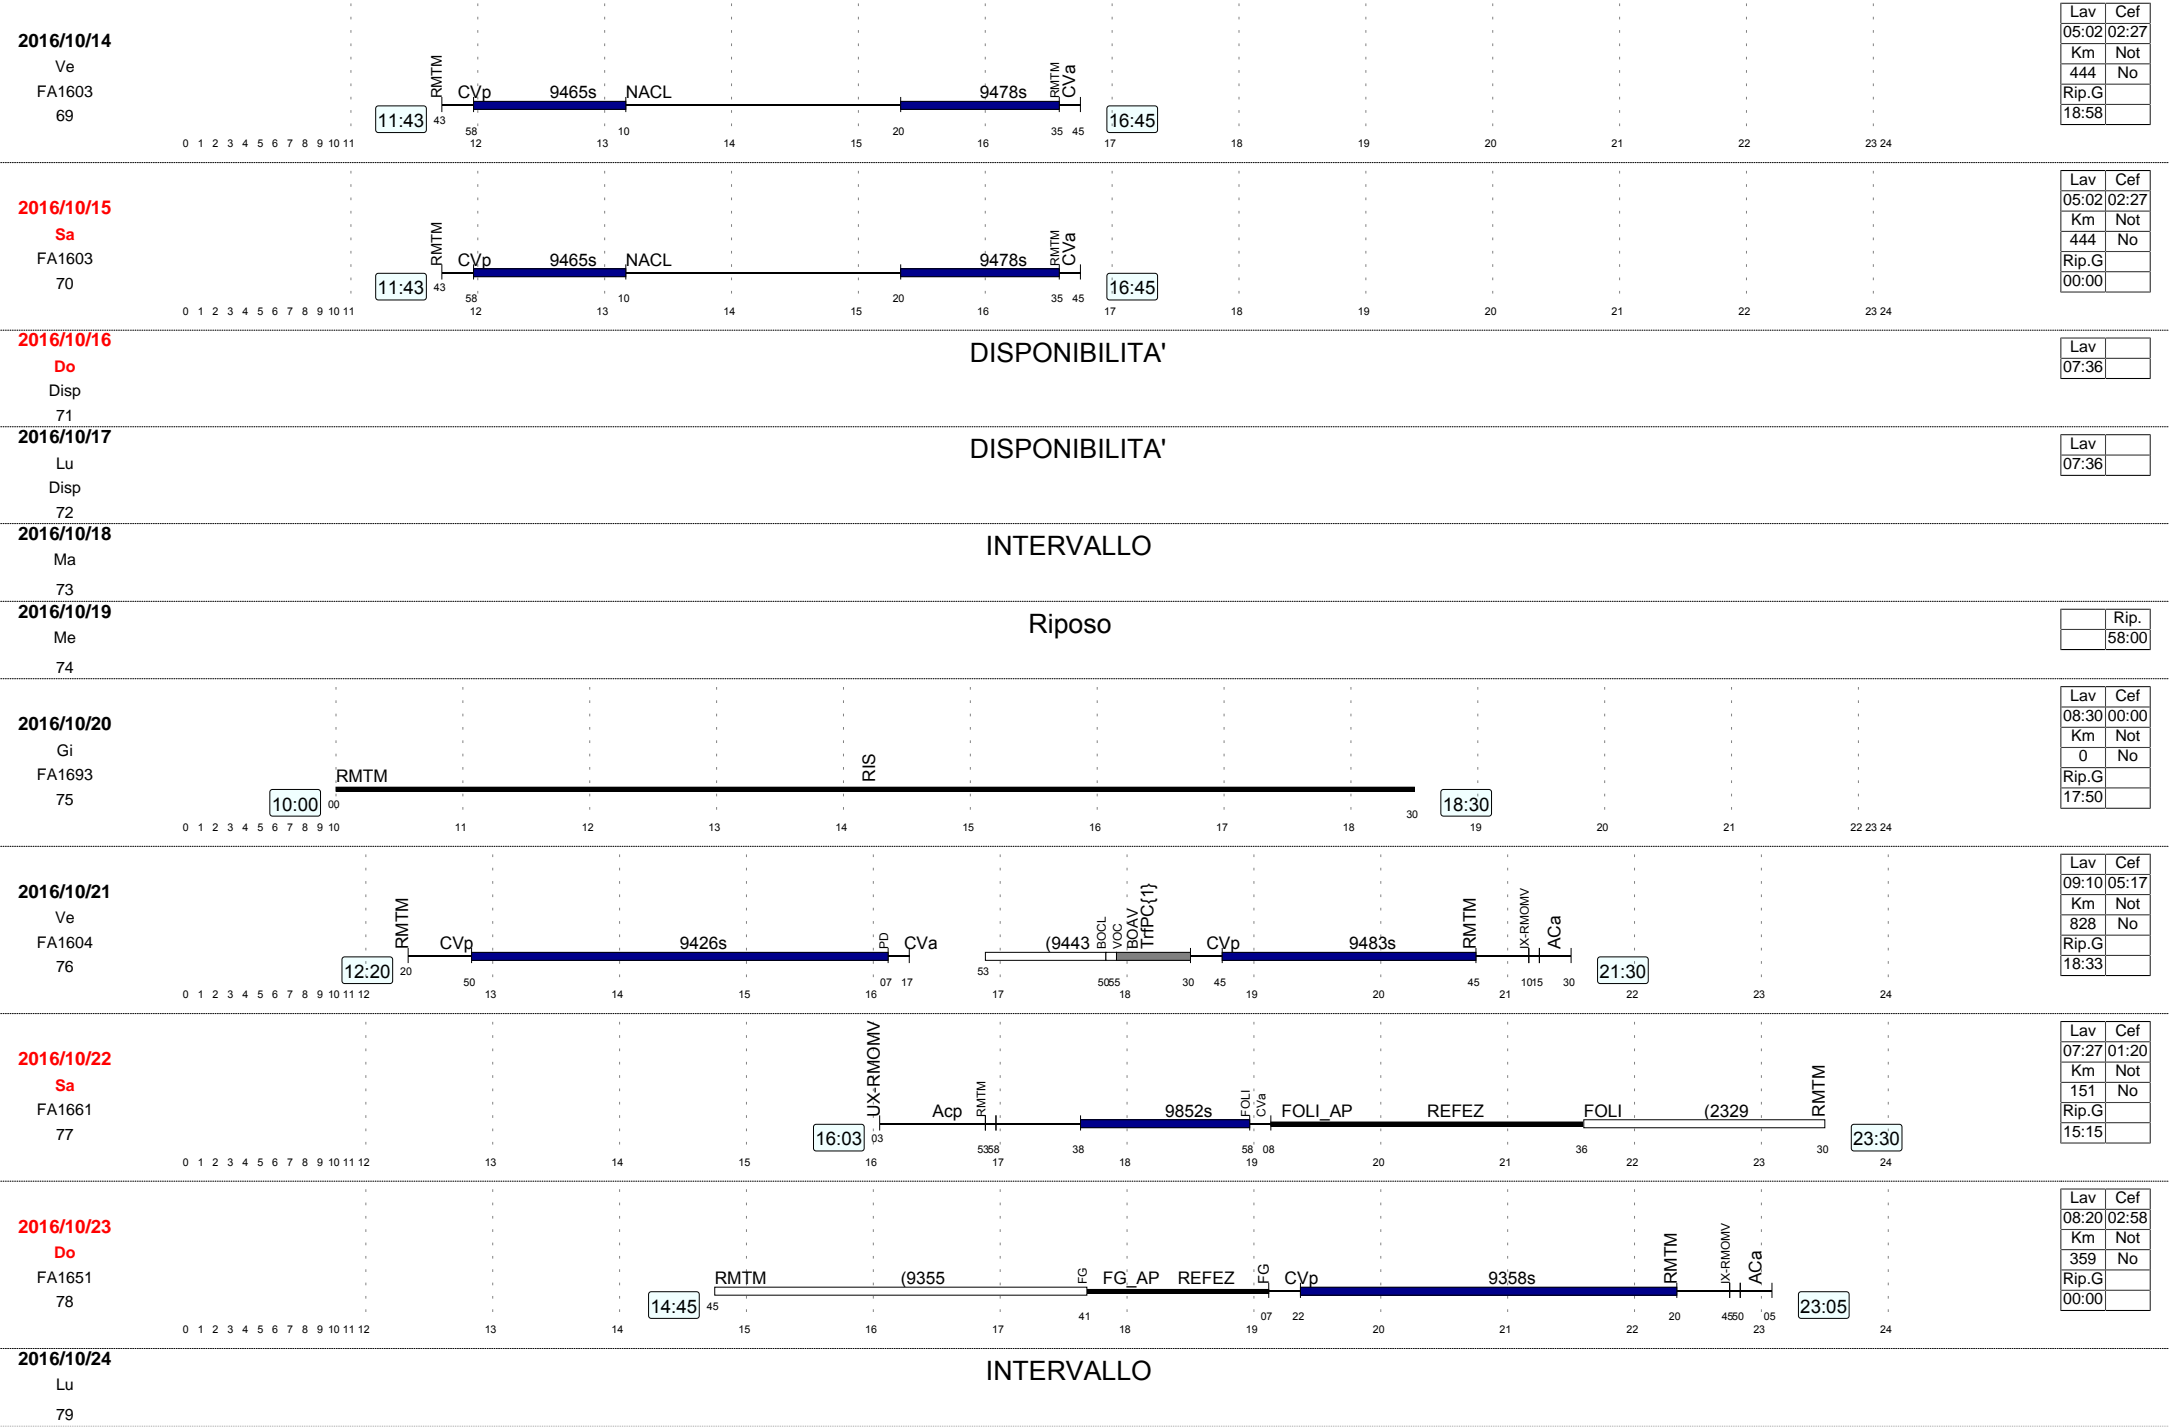 2016/10/14
Ve
FA1603
69
11:43
RMTM
CVp 9465s NACL 9478s
RMTM
CVa
16:45
43 58 10 20 35 45
0 1 2 3 4 5 6 7 8 9 10 11 12 13 14 15 16 17 18 19 20 21 22 23 24
Lav Cef
05:02 02:27
Km Not
444 No
Rip.G
18:58
2016/10/15
Sa
FA1603
70
11:43
RMTM
CVp 9465s NACL 9478s
RMTM
CVa
16:45
43 58 10 20 35 45
0 1 2 3 4 5 6 7 8 9 10 11 12 13 14 15 16 17 18 19 20 21 22 23 24
Lav Cef
05:02 02:27
Km Not
444 No
Rip.G
00:00
2016/10/16
Do
Disp
71
DISPONIBILITA'
Lav
07:36
2016/10/17
Lu
Disp
72
DISPONIBILITA'
Lav
07:36
2016/10/18
Ma
73
INTERVALLO
2016/10/19
Me
74
Riposo
Rip.
58:00
2016/10/20
Gi
FA1693
75
10:00
RMTM
RIS
18:30
00 30
0 1 2 3 4 5 6 7 8 9 10 11 12 13 14 15 16 17 18 19 20 21 22 23 24
Lav Cef
08:30 00:00
Km Not
0 No
Rip.G
17:50
2016/10/21
Ve
FA1604
76
12:20
RMTM
CVp 9426s
PD
CVa
(9443
BOCL
VOC
BOAV
TrfPC{1}
CVp 9483s
RMTM
IX-RMOMV
ACa
21:30
20 50 07 17 53 50 55 30 45 45 10 15 30
0 1 2 3 4 5 6 7 8 9 10 11 12 13 14 15 16 17 18 19 20 21 22 23 24
Lav Cef
09:10 05:17
Km Not
828 No
Rip.G
18:33
2016/10/22
Sa
FA1661
77
16:03
UX-RMOMV
Acp
RMTM
9852s
FOLI
CVa
FOLI_AP REFEZ FOLI (2329
RMTM
23:30
03 53 58 38 58 08 36 30
0 1 2 3 4 5 6 7 8 9 10 11 12 13 14 15 16 17 18 19 20 21 22 23 24
Lav Cef
07:27 01:20
Km Not
151 No
Rip.G
15:15
2016/10/23
Do
FA1651
78
14:45
RMTM (9355
FG
FG_AP REFEZ
FG
CVp 9358s
RMTM
IX-RMOMV
ACa
23:05
45 41 07 22 20 45 50 05
0 1 2 3 4 5 6 7 8 9 10 11 12 13 14 15 16 17 18 19 20 21 22 23 24
Lav Cef
08:20 02:58
Km Not
359 No
Rip.G
00:00
2016/10/24
Lu
79
INTERVALLO